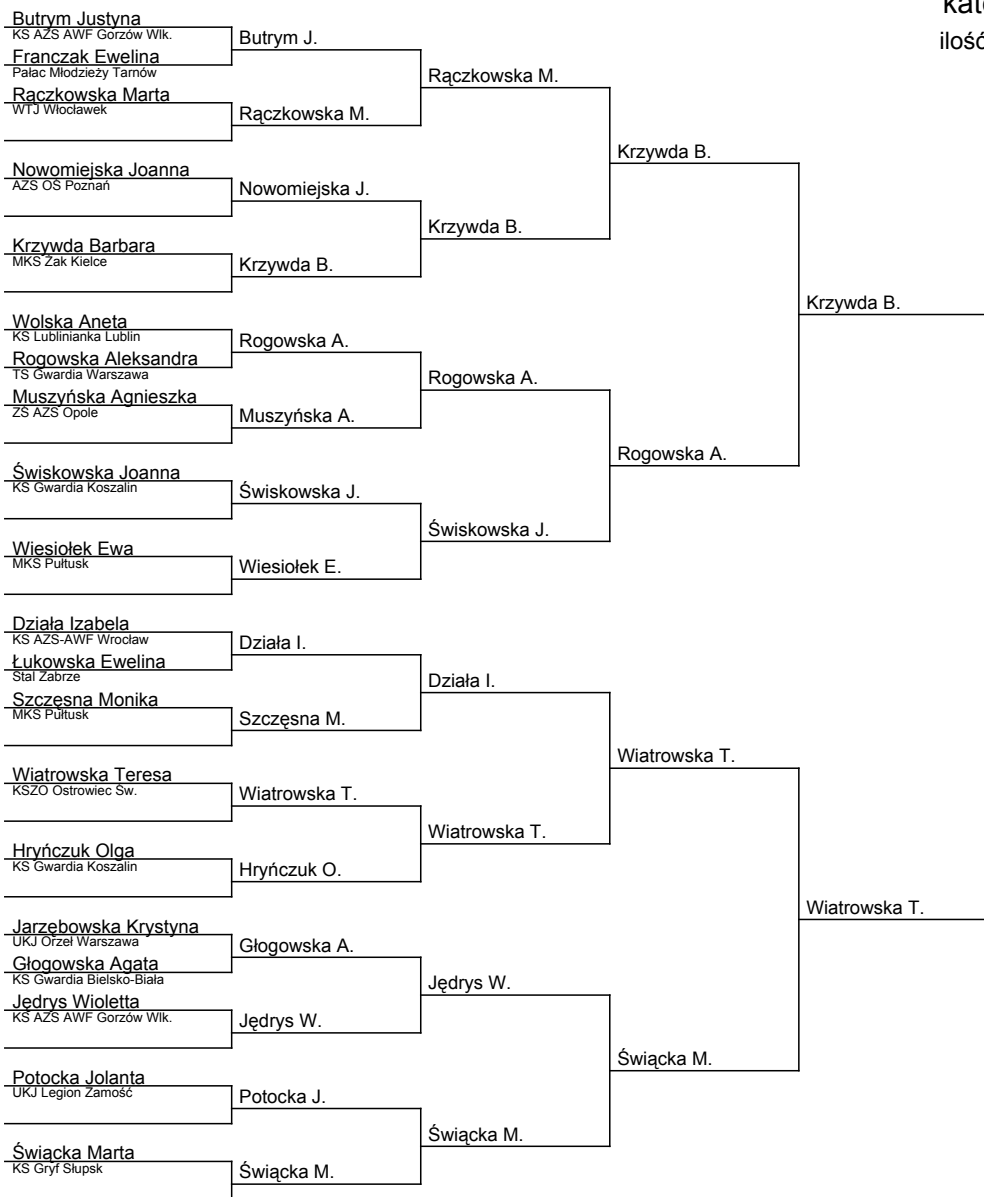 kat
ilość
Butrym Justyna
KS AZS AWF Gorzów Wlk.
Franczak Ewelina
Pałac Młodzieży Tarnów
Rączkowska Marta
WTJ Włocławek
Nowomiejska Joanna
AZS OŚ Poznań
Krzywda Barbara
MKS Żak Kielce
Wolska Aneta
KS Lublinianka Lublin
Rogowska Aleksandra
TS Gwardia Warszawa
Muszyńska Agnieszka
ZŚ AZS Opole
Świskowska Joanna
KS Gwardia Koszalin
Wiesiołek Ewa
MKS Pułtusk
Działa Izabela
KS AZS-AWF Wrocław
Łukowska Ewelina
Stal Zabrze
Szczęsna Monika
MKS Pułtusk
Wiatrowska Teresa
KSZO Ostrowiec Św.
Hryńczuk Olga
KS Gwardia Koszalin
Jarzębowska Krystyna
UKJ Orzeł Warszawa
Głogowska Agata
KS Gwardia Bielsko-Biała
Jędrys Wioletta
KS AZS AWF Gorzów Wlk.
Potocka Jolanta
UKJ Legion Zamość
Świącka Marta
KS Gryf Słupsk
Butrym J.
Rączkowska M.
Nowomiejska J.
Krzywda B.
Rogowska A.
Muszyńska A.
Świskowska J.
Wiesiołek E.
Działa I.
Szczęsna M.
Wiatrowska T.
Hryńczuk O.
Głogowska A.
Jędrys W.
Potocka J.
Świącka M.
Rączkowska M.
Krzywda B.
Rogowska A.
Świskowska J.
Działa I.
Wiatrowska T.
Jędrys W.
Świącka M.
Krzywda B.
Rogowska A.
Wiatrowska T.
Świącka M.
Krzywda B.
Wiatrowska T.